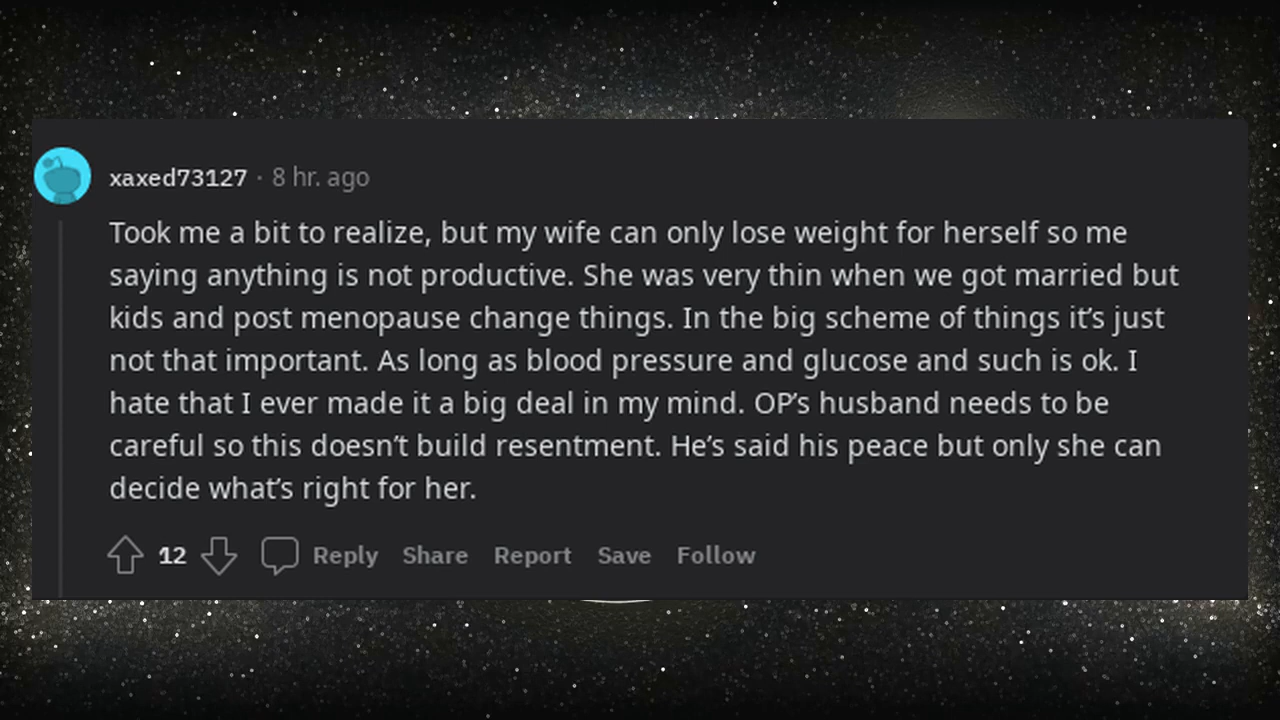 xaxed73127 · 8 hr. ago
Took me a bit to realize, but my wife can only lose weight for herself so me
saying anything is not productive. She was very thin when we got married but
kids and post menopause change things. In the big scheme of things it’s just
not that important. As long as blood pressure and glucose and such is ok. I
hate that I ever made it a big deal in my mind. OP’s husband needs to be
careful so this doesn’t build resentment. He’s said his peace but only she can
decide what’s right for her.
12 Reply Share Report Save Follow